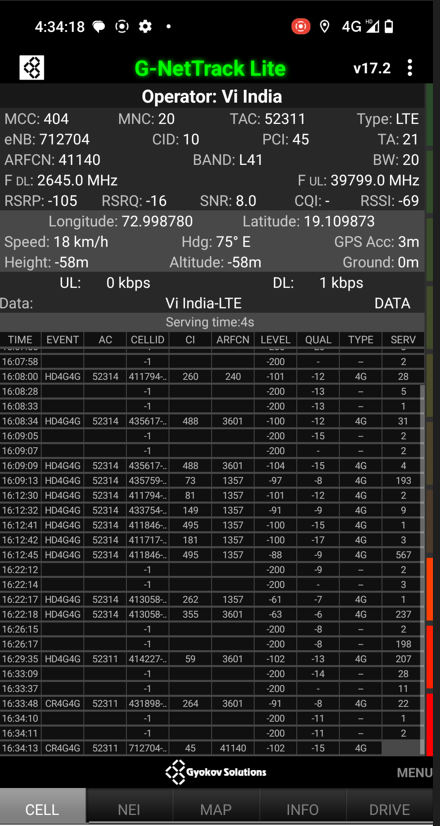 4:34:18 4G HD
G-NetTrack Lite v17.2
Operator: Vi India
MCC: 404 MNC: 20 TAC: 52311 Type: LTE
eNB: 712704 CID: 10 PCI: 45 TA: 21
ARFCN: 41140 BAND: L41 BW: 20
F DL: 2645.0 MHz F UL: 39799.0 MHz
RSRP: -105 RSRQ: -16 SNR: 8.0 CQI: - RSSI: -69
Longitude: 72.998780 Latitude: 19.109873
Speed: 18 km/h Hdg: 75° E GPS Acc: 3m
Height: -58m Altitude: -58m Ground: 0m
UL: 0 kbps DL: 1 kbps
Data: Vi India-LTE DATA
Serving time:4s
TIME EVENT AC CELLID CI ARFCN LEVEL QUAL TYPE SERV
16:07:58 -1 -200 - – 2
16:08:00 HD4G4G 52314 411794-.. 260 240 -101 -12 4G 28
16:08:28 -1 -200 -13 – 5
16:08:33 -1 -200 -13 – 1
16:08:34 HD4G4G 52314 435617-.. 488 3601 -100 -12 4G 31
16:09:05 -1 -200 -15 – 2
16:09:07 -1 -200 - – 2
16:09:09 HD4G4G 52314 435617-.. 488 3601 -104 -15 4G 4
16:09:13 HD4G4G 52314 435759-.. 73 1357 -97 -8 4G 193
16:12:30 HD4G4G 52314 411794-.. 81 1357 -101 -12 4G 2
16:12:32 HD4G4G 52314 433754-.. 149 1357 -91 -9 4G 9
16:12:41 HD4G4G 52314 411846-.. 495 1357 -100 -15 4G 1
16:12:42 HD4G4G 52314 411717-.. 181 1357 -100 -17 4G 3
16:12:45 HD4G4G 52314 411846-.. 495 1357 -88 -9 4G 567
16:22:12 -1 -200 -9 – 2
16:22:14 -1 -200 - – 3
16:22:17 HD4G4G 52314 413058-.. 262 1357 -61 -7 4G 1
16:22:18 HD4G4G 52314 413058-.. 355 3601 -63 -6 4G 237
16:26:15 -1 -200 -8 – 2
16:26:17 -1 -200 -8 – 198
16:29:35 HD4G4G 52311 414227-.. 59 3601 -102 -13 4G 207
16:33:09 -1 -200 -14 – 28
16:33:37 -1 -200 - – 11
16:33:48 CR4G4G 52311 431898-.. 264 3601 -91 -8 4G 22
16:34:10 -1 -200 -11 – 1
16:34:11 -1 -200 -11 – 2
16:34:13 CR4G4G 52311 712704-.. 45 41140 -102 -15 4G
Gyokov Solutions MENU
CELL NEI MAP INFO DRIVE